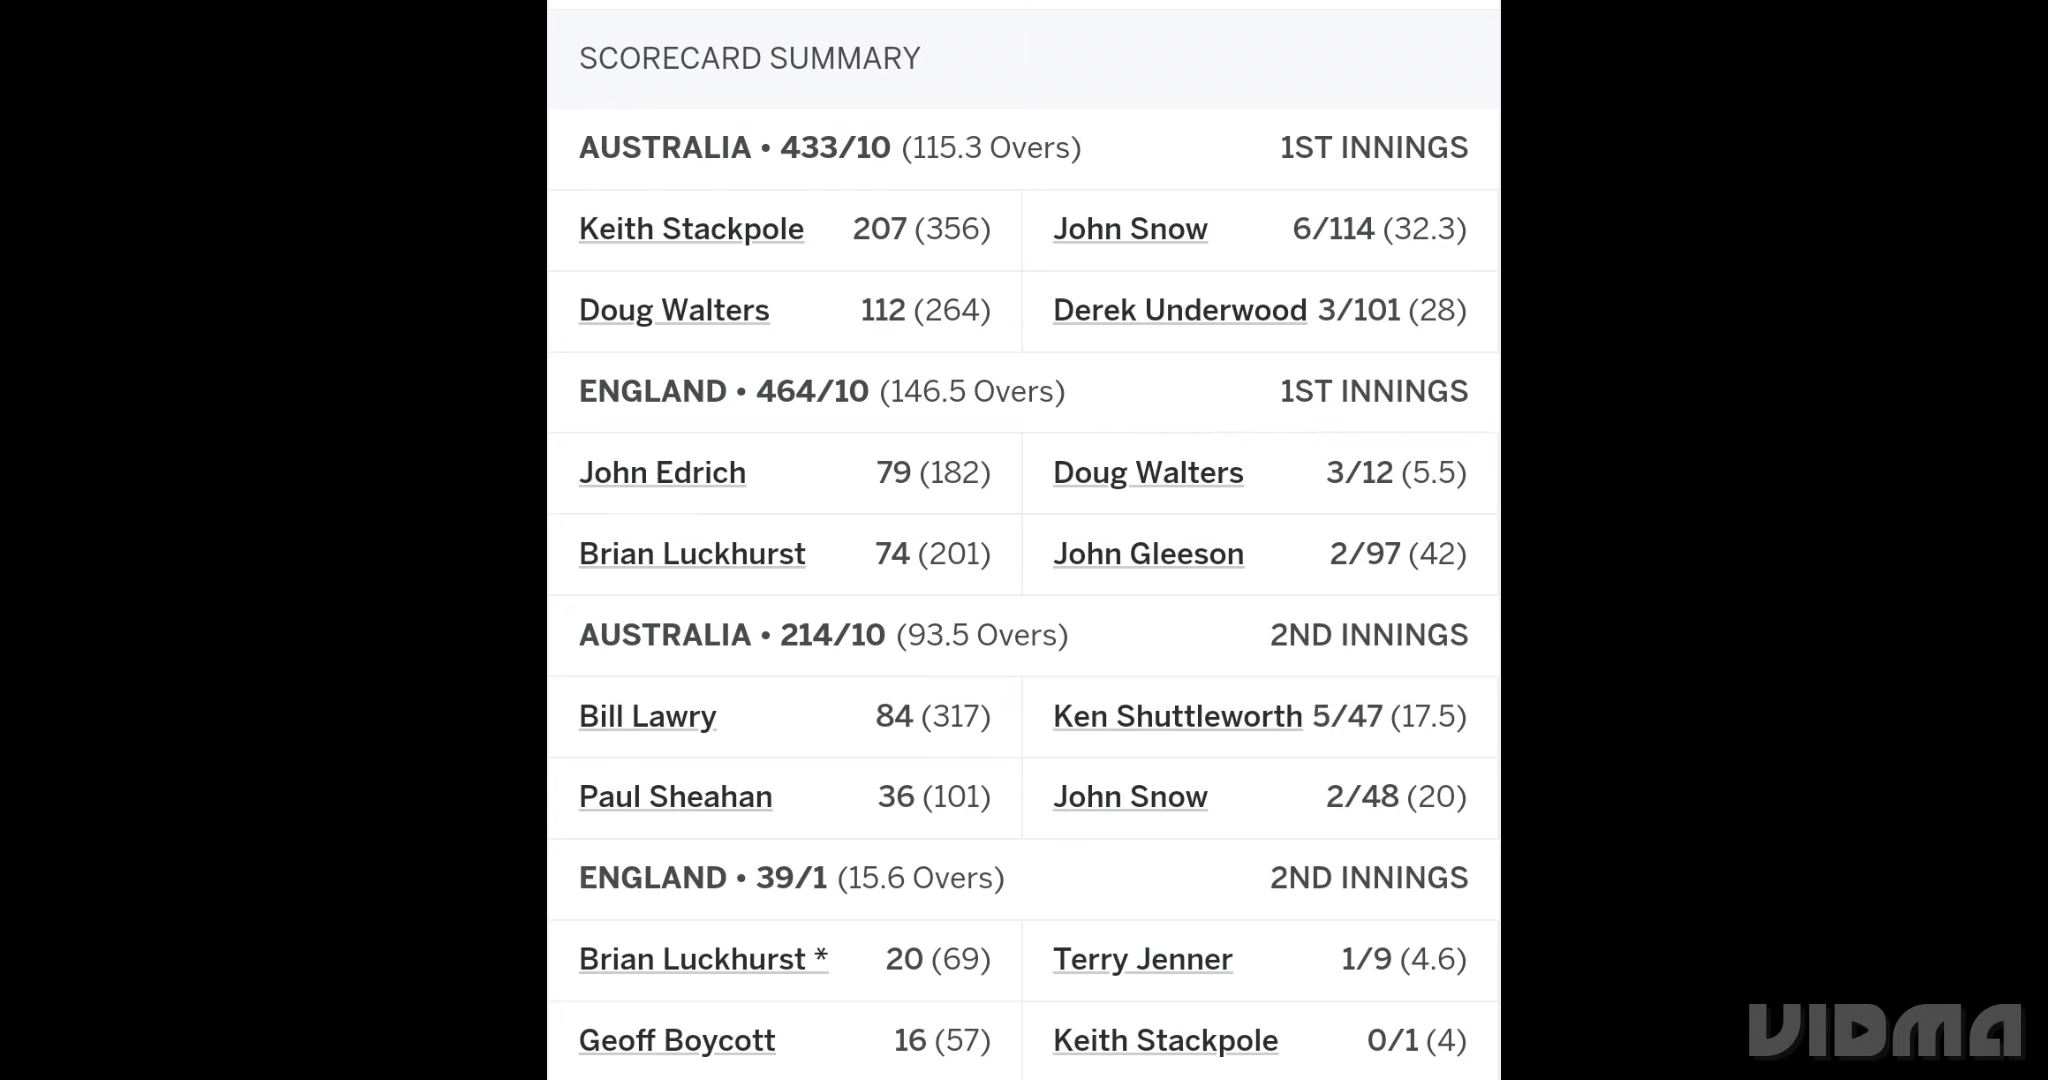 SCORECARD SUMMARY
AUSTRALIA • 433/10 (115.3 Overs) 1ST INNINGS
Keith Stackpole 207 (356) John Snow 6/114 (32.3)
Doug Walters 112 (264) Derek Underwood 3/101 (28)
ENGLAND • 464/10 (146.5 Overs) 1ST INNINGS
John Edrich 79 (182) Doug Walters 3/12 (5.5)
Brian Luckhurst 74 (201) John Gleeson 2/97 (42)
AUSTRALIA • 214/10 (93.5 Overs) 2ND INNINGS
Bill Lawry 84 (317) Ken Shuttleworth 5/47 (17.5)
Paul Sheahan 36 (101) John Snow 2/48 (20)
ENGLAND • 39/1 (15.6 Overs) 2ND INNINGS
Brian Luckhurst * 20 (69) Terry Jenner 1/9 (4.6)
Geoff Boycott 16 (57) Keith Stackpole 0/1 (4)
VIDMA